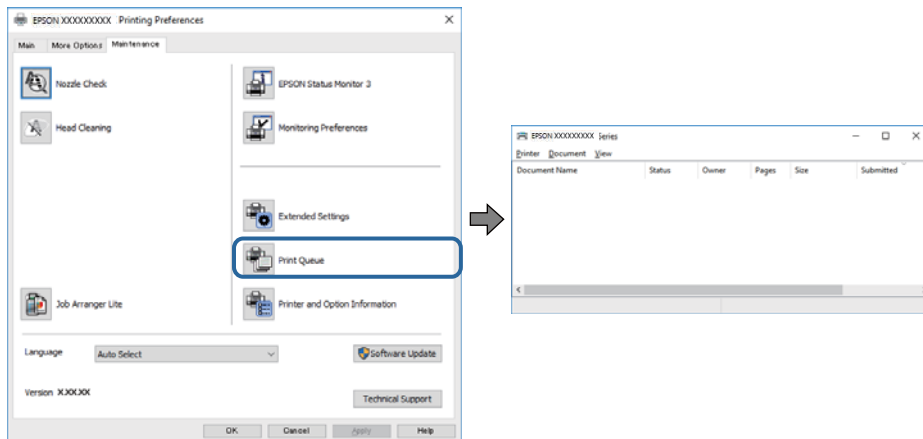 EPSON XXXXXXXXX Printing Preferences
Main More Options Maintenance
Nozzle Check
EPSON Status Monitor 3
Head Cleaning
Monitoring Preferences
Extended Settings
Print Queue
Job Arranger Lite
Printer and Option Information
Language Auto Select
Software Update
Version X.XX.XX
Technical Support
OK Cancel Apply Help
EPSON XXXXXXXXX Series
Printer Document View
Document Name Status Owner Pages Size Submitted